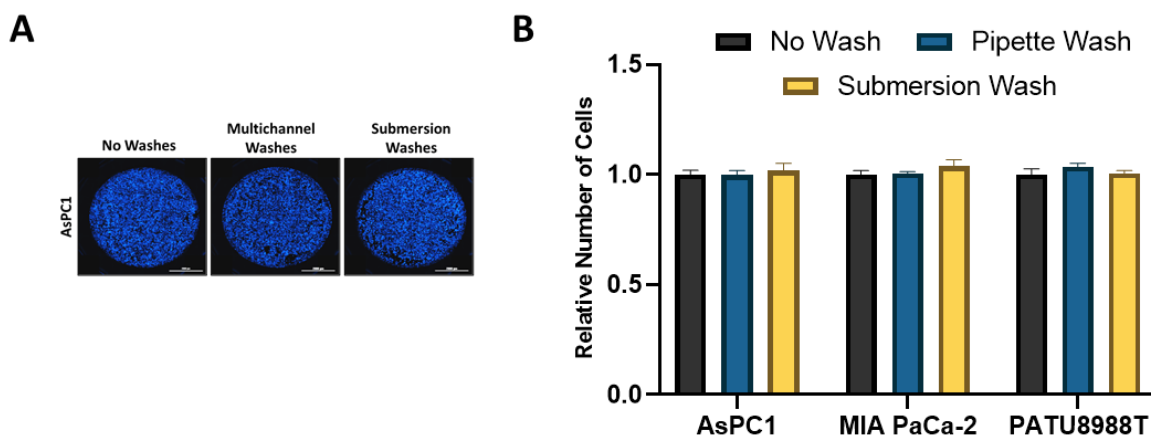 A
No Washes
Multichannel
Washes
Submersion
Washes
AsPC1
B
No Wash
Pipette Wash
Submersion Wash
Relative Number of Cells
1.5
1.0
0.5
0.0
AsPC1
MIA PaCa-2
PATU8988T